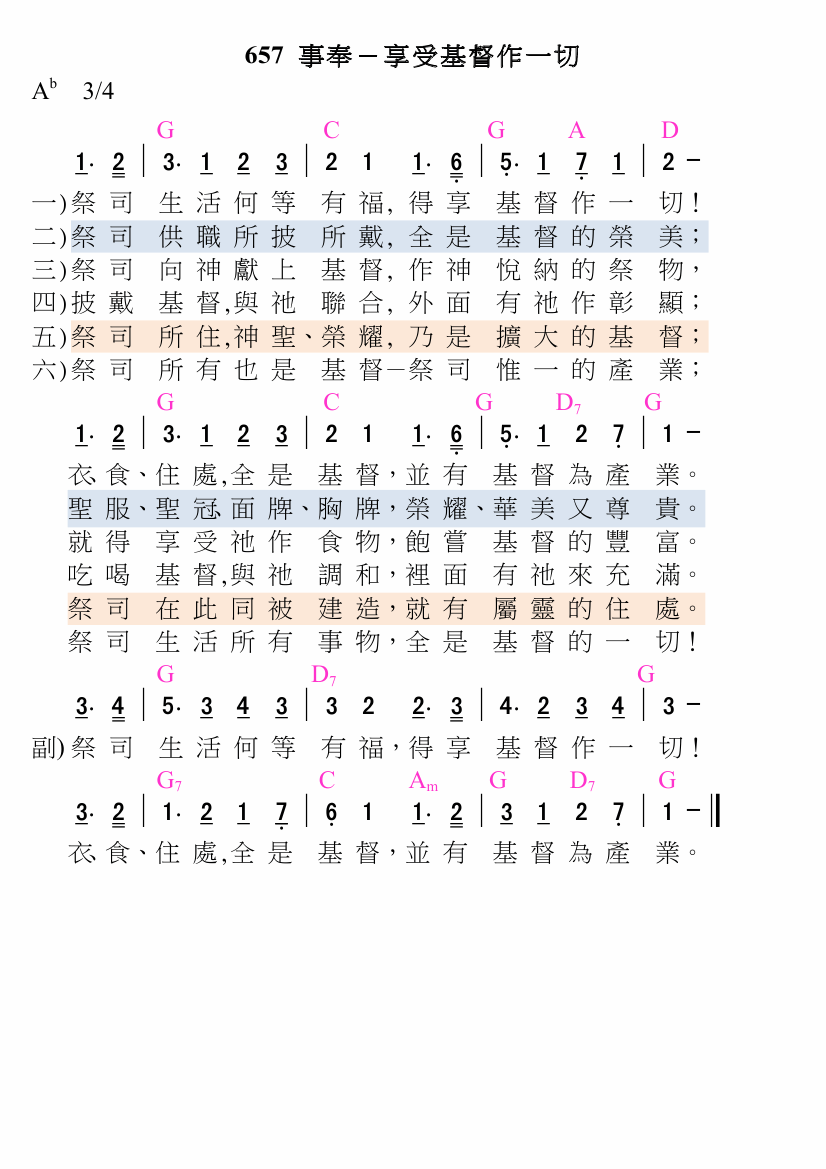 657 事奉－享受基督作一切
Ab 3/4
G C G A D
1· 2 | 3· 1 2 3 | 2 1 1· 6 | 5· 1 7 1 | 2 －
一)祭司 生活何等 有福,得享 基督作一 切！
二)祭司 供職所披 所戴,全是 基督的榮 美；
三)祭司 向神獻上 基督,作神 悅納的祭 物，
四)披戴 基督,與祂 聯合,外面 有祂作彰 顯；
五)祭司 所住,神聖、榮耀,乃是 擴大的基 督；
六)祭司 所有也是 基督－祭司 惟一的產 業；
G C G D7 G
1· 2 | 3· 1 2 3 | 2 1 1· 6 | 5· 1 2 7 | 1 －
衣、食、住處,全是 基督，並有 基督為產 業。
聖服、聖冠、面牌、胸牌，榮耀、華美又尊 貴。
就得 享受祂作 食物，飽嘗 基督的豐 富。
吃喝 基督,與祂 調和，裡面 有祂來充 滿。
祭司 在此同被 建造，就有 屬靈的住 處。
祭司 生活所有 事物，全是 基督的一 切！
G D7 G
3· 4 | 5· 3 4 3 | 3 2 2· 3 | 4· 2 3 4 | 3 －
副)祭司 生活何等 有福，得享 基督作一 切！
G7 C Am G D7 G
3· 2 | 1· 2 1 7 | 6 1 1· 2 | 3 1 2 7 | 1 －
衣、食、住處,全是 基督，並有 基督為產 業。